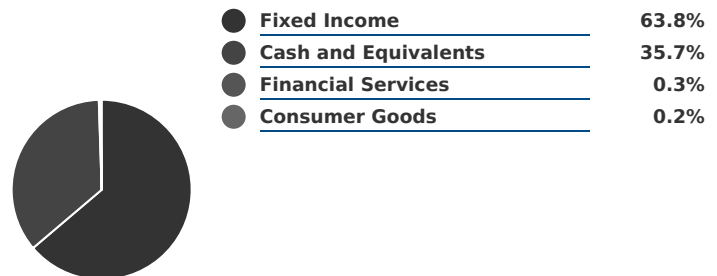 Fixed Income 63.8%
Cash and Equivalents 35.7%
Financial Services 0.3%
Consumer Goods 0.2%